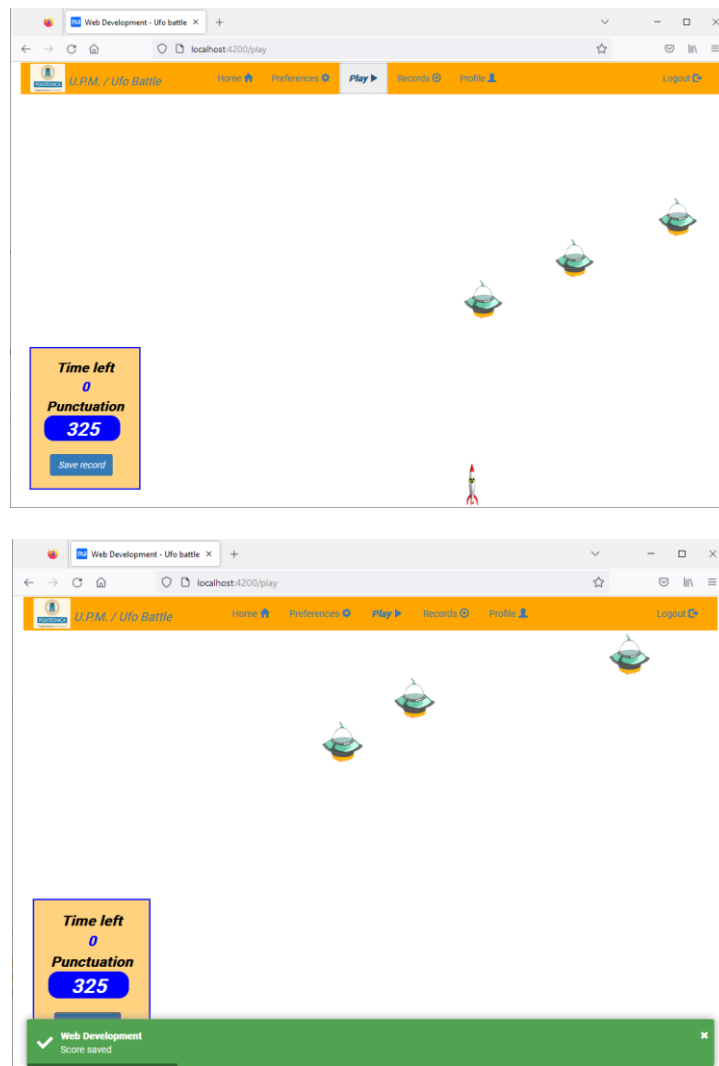 Web Development - Ufo battle × +
localhost:4200/play
POLITECNICA
U.P.M. / Ufo Battle Home Preferences Play Records Profile Logout
Time left
0
Punctuation
325
Save record
Web Development - Ufo battle × +
localhost:4200/play
POLITECNICA
U.P.M. / Ufo Battle Home Preferences Play Records Profile Logout
Time left
0
Punctuation
325
Web Development
Score saved